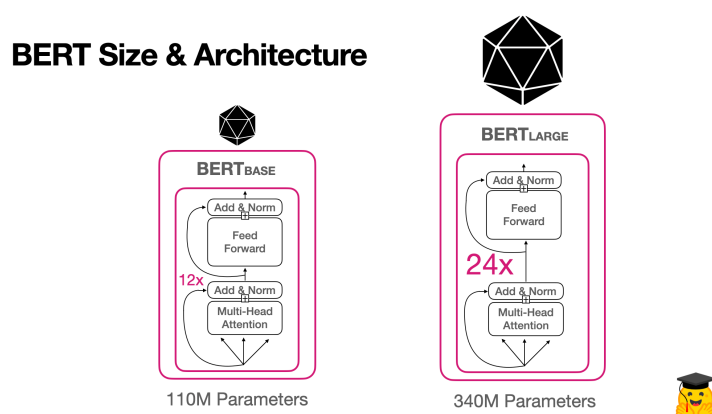 BERT Size & Architecture
BERTBASE
Add & Norm
Feed
Forward
12x
Add & Norm
Multi-Head
Attention
110M Parameters
BERTLARGE
Add & Norm
Feed
Forward
24x
Add & Norm
Multi-Head
Attention
340M Parameters